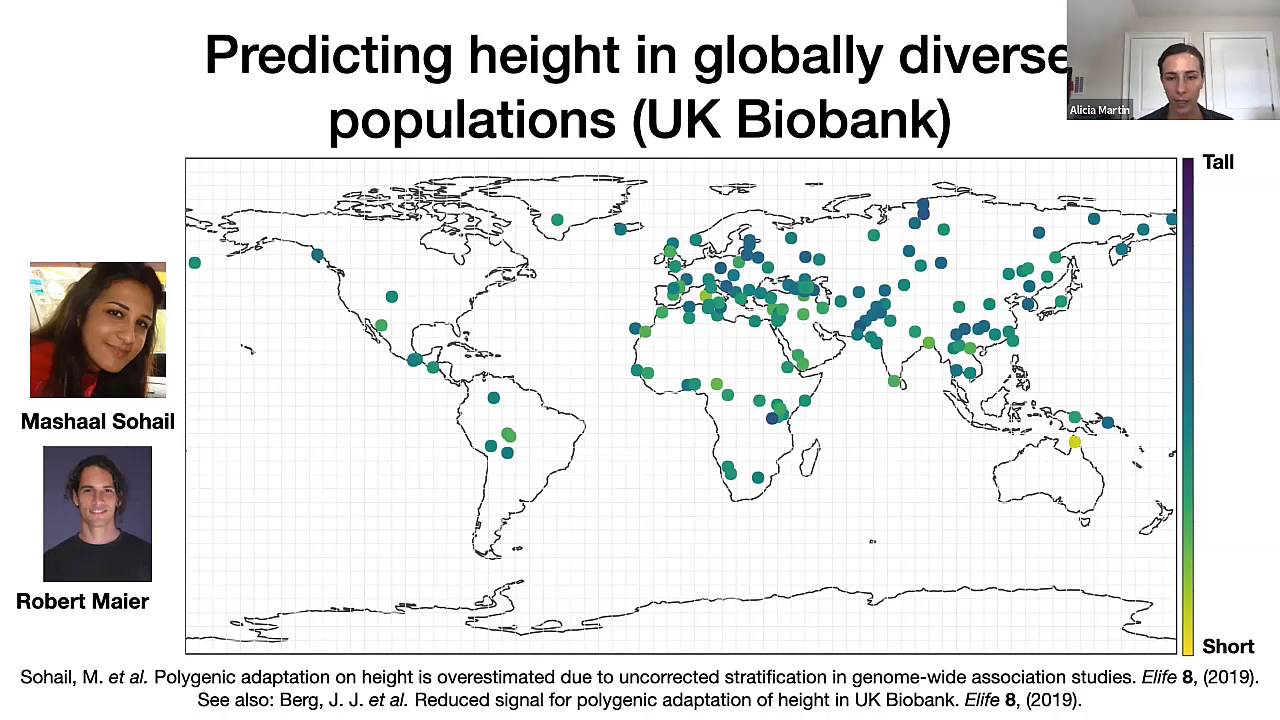 Predicting height in globally diverse
populations (UK Biobank)
Alicia Martin
Tall
Mashaal Sohail
Robert Maier
Short
Sohail, M. et al. Polygenic adaptation on height is overestimated due to uncorrected stratification in genome-wide association studies. Elife 8, (2019).
See also: Berg, J. J. et al. Reduced signal for polygenic adaptation of height in UK Biobank. Elife 8, (2019).